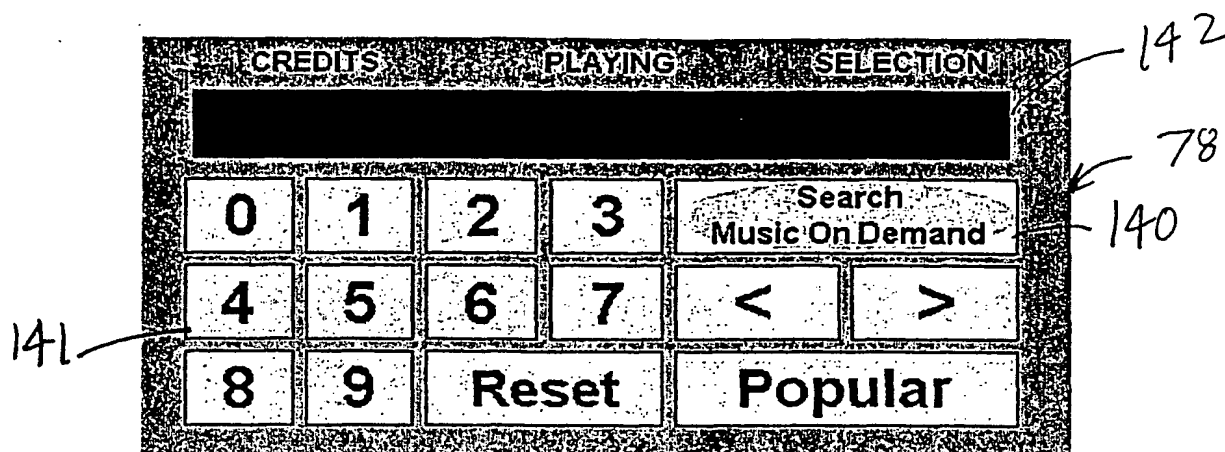 CREDITS PLAYING SELECTION 142
78
0 1 2 3 Search Music On Demand 140
4 5 6 7 < >
141
8 9 Reset Popular